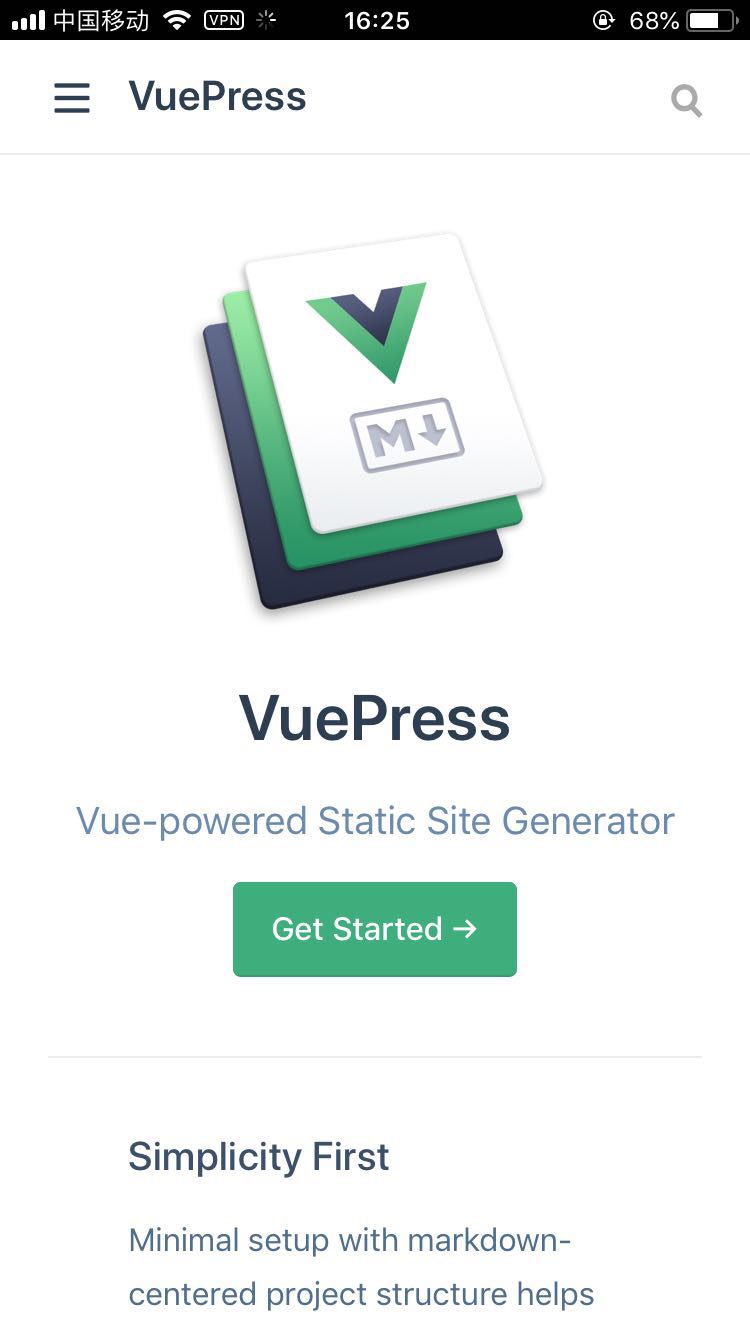 中国移动 VPN 16:25 68%
VuePress
M
VuePress
Vue-powered Static Site Generator
Get Started →
Simplicity First
Minimal setup with markdown-
centered project structure helps